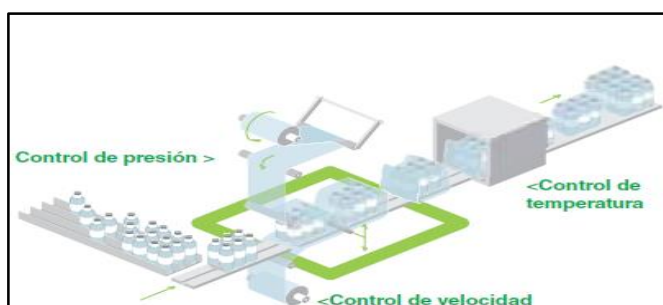 Control de presión >
<Control de
temperatura
<Control de velocidad